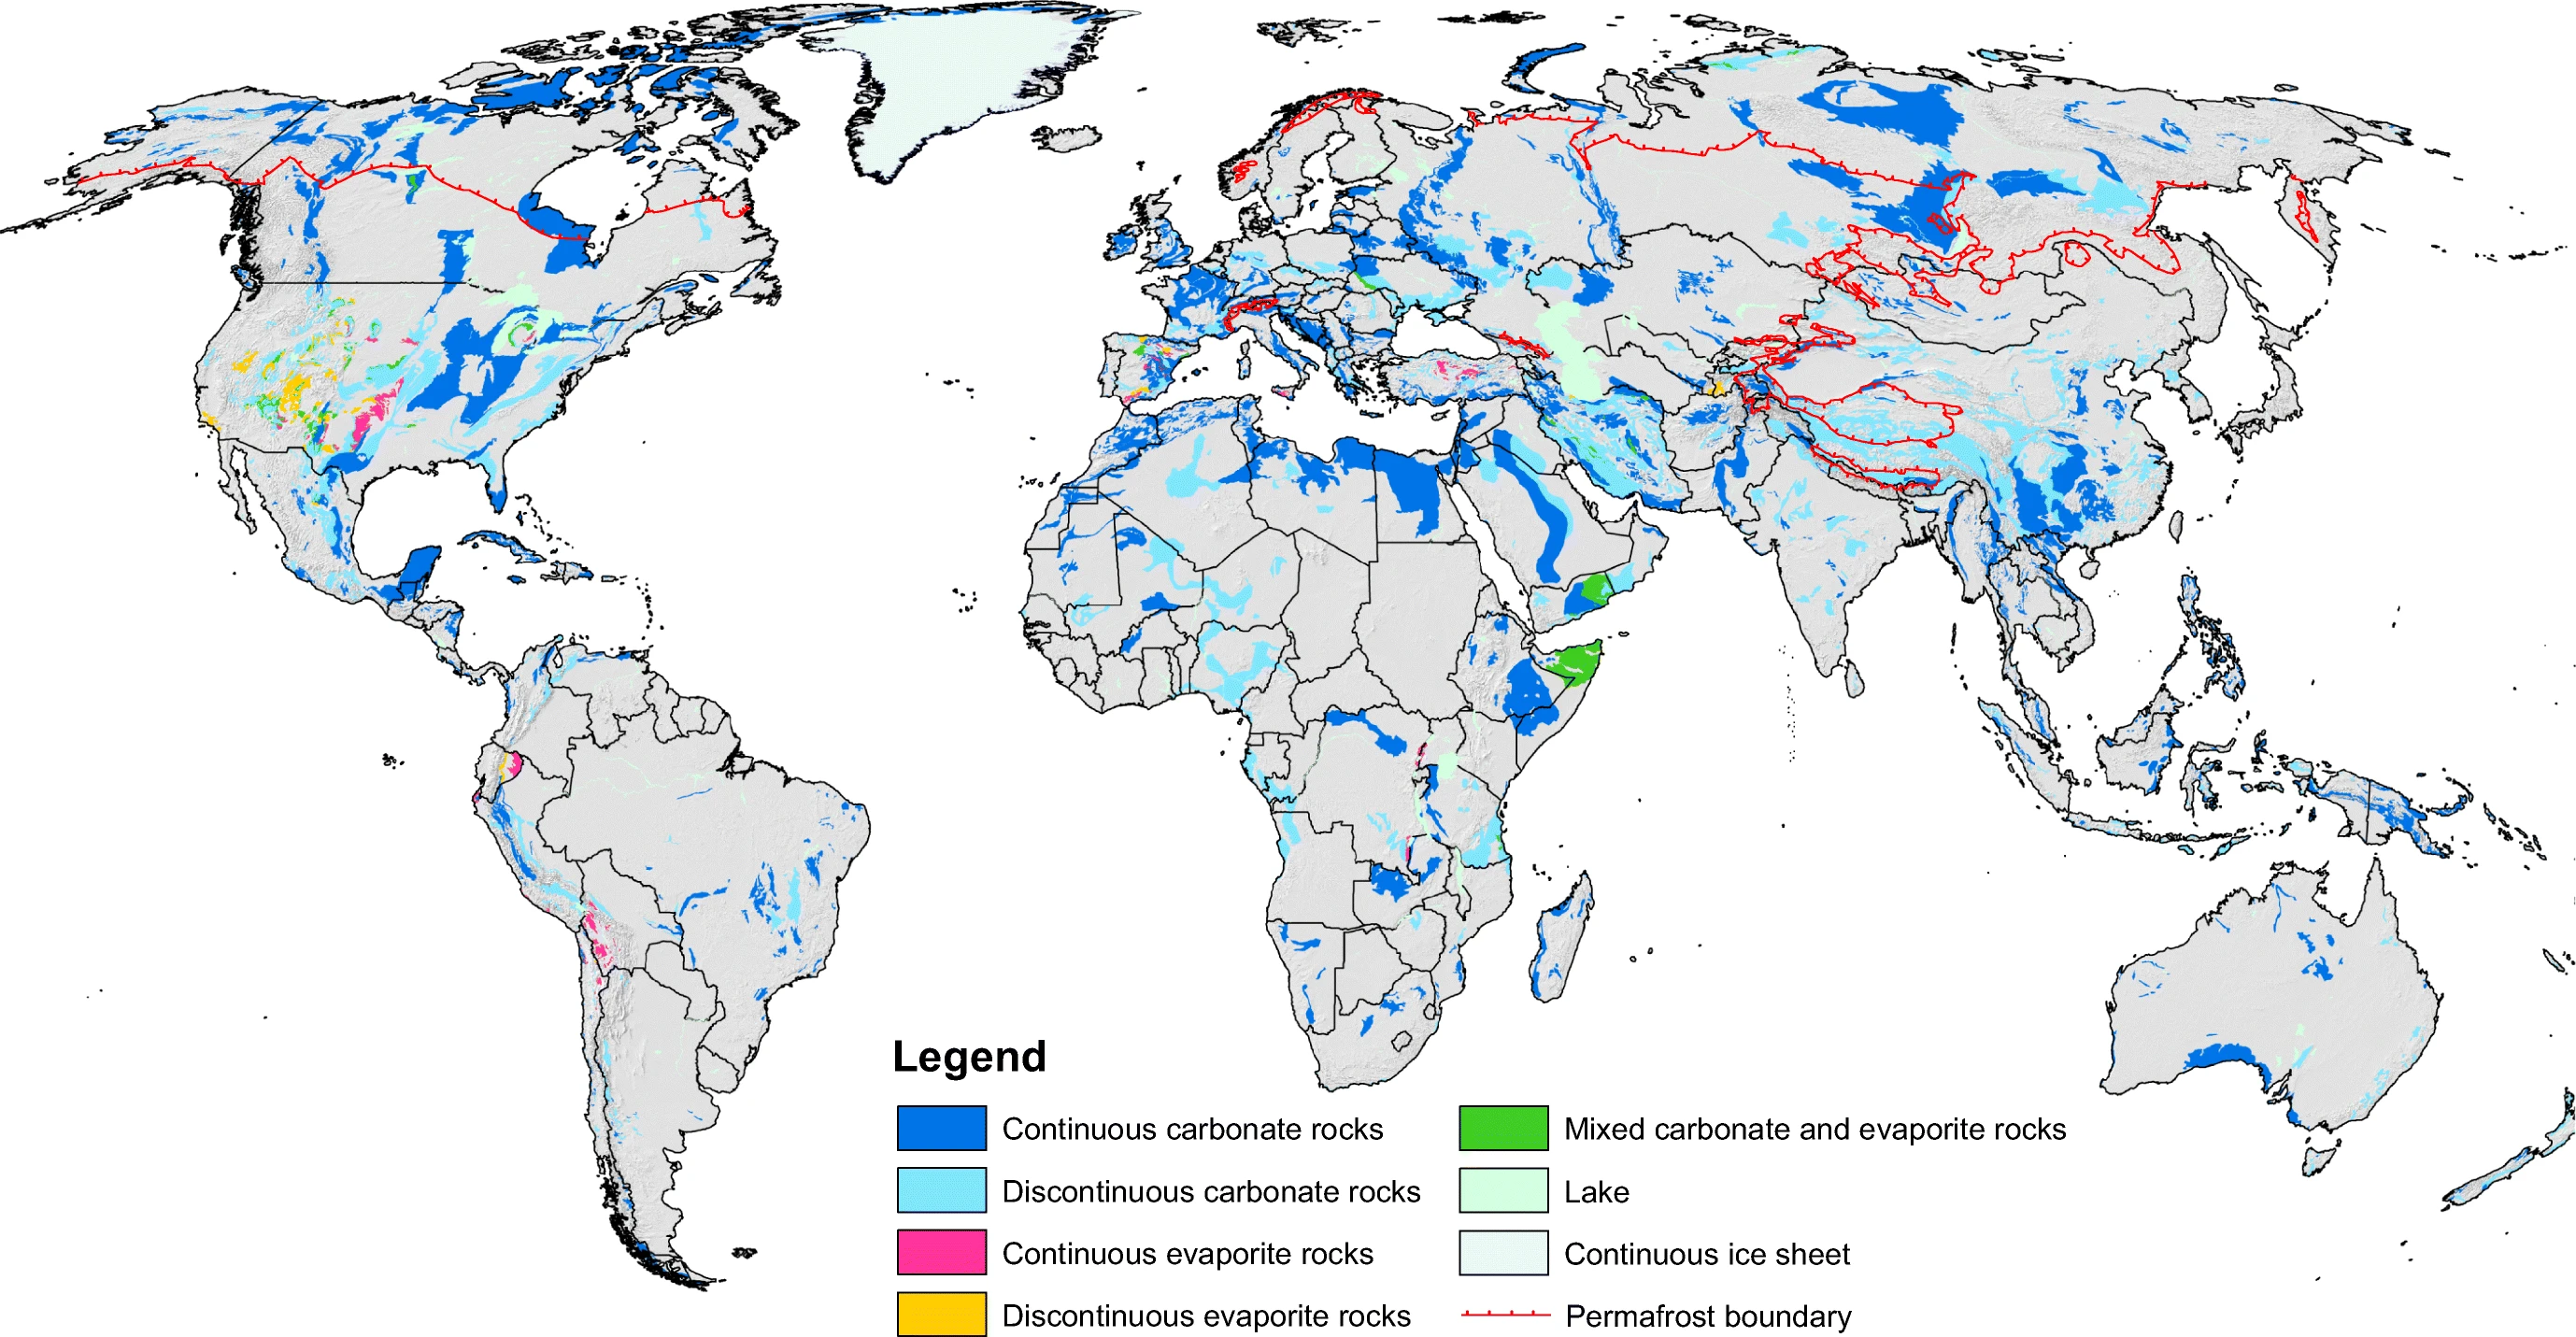 Legend
Continuous carbonate rocks
Discontinuous carbonate rocks
Continuous evaporite rocks
Discontinuous evaporite rocks
Mixed carbonate and evaporite rocks
Lake
Continuous ice sheet
Permafrost boundary